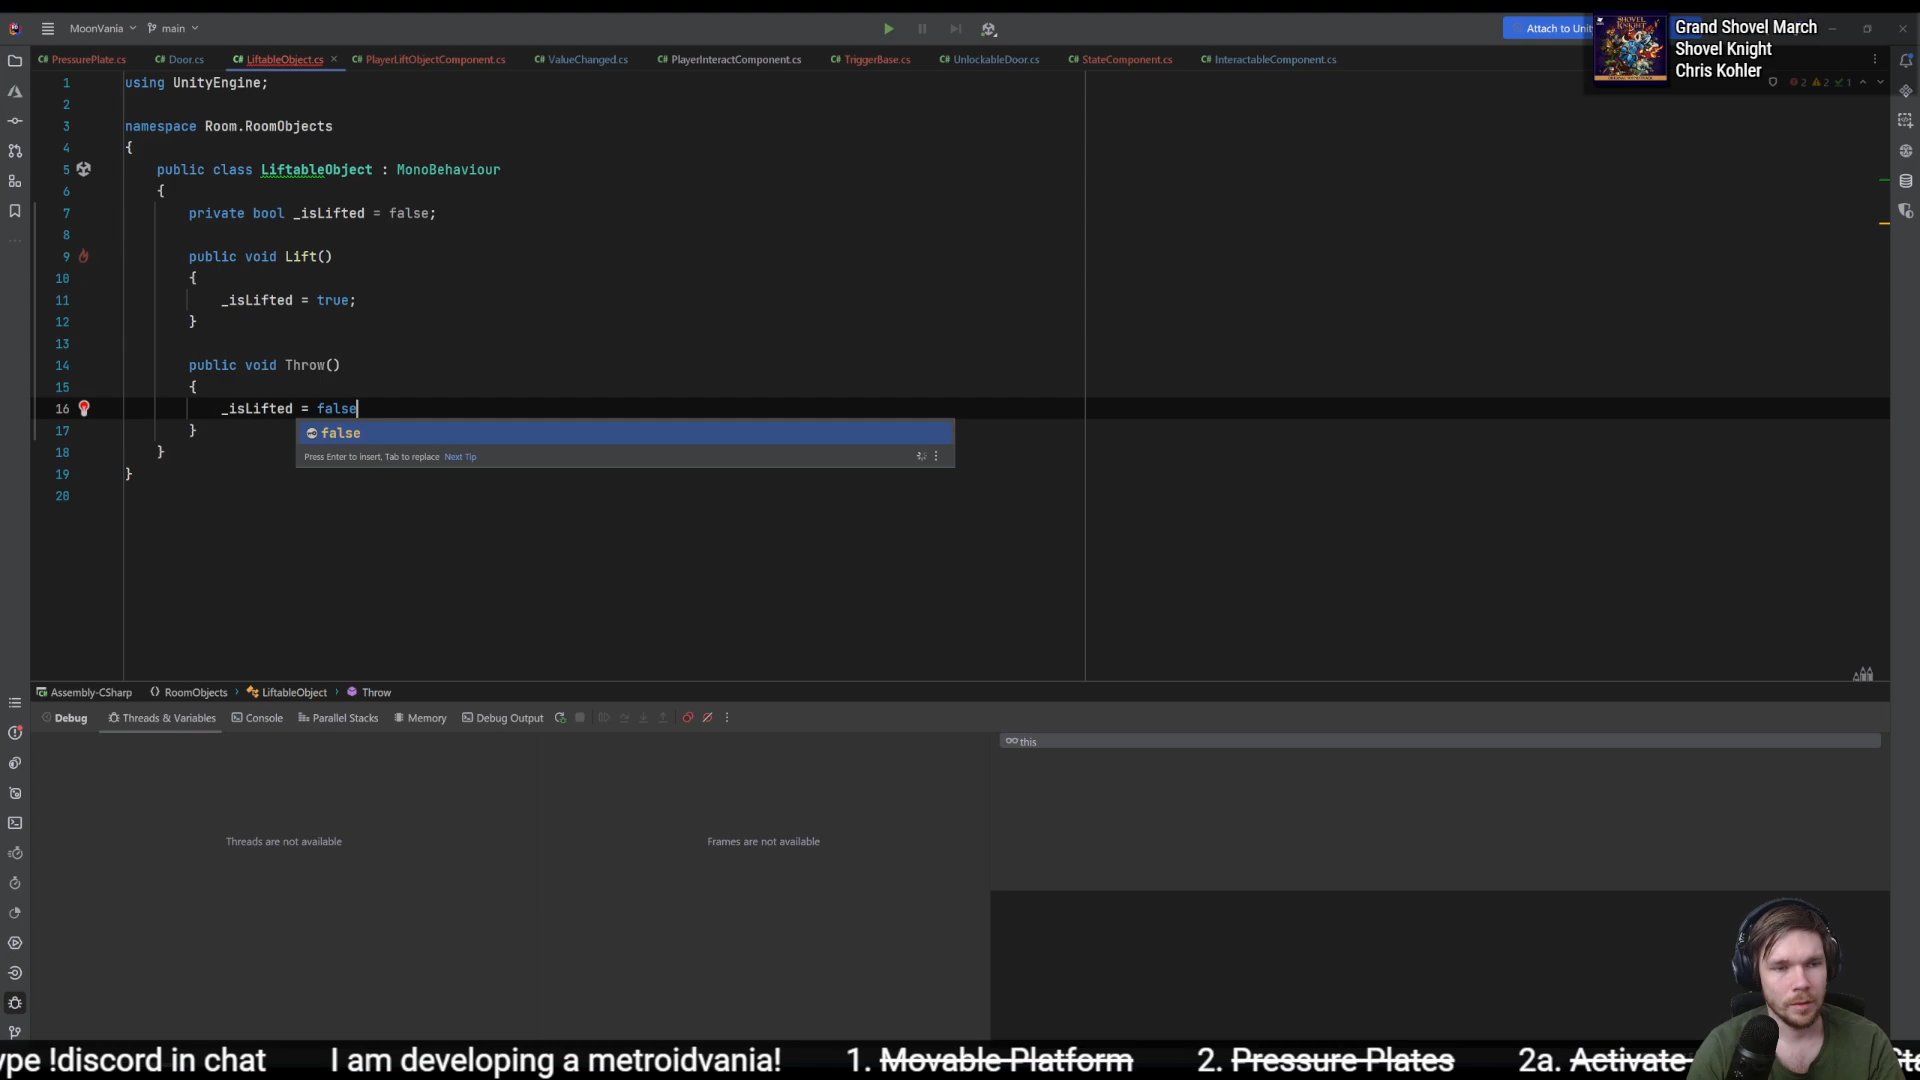 MoonVania
main
Attach to Unit
Grand Shovel March
Shovel Knight
Chris Kohler
PressurePlate.cs
Door.cs
LiftableObject.cs
PlayerLiftObjectComponent.cs
ValueChanged.cs
PlayerInteractComponent.cs
TriggerBase.cs
UnlockableDoor.cs
StateComponent.cs
InteractableComponent.cs
2 2 1
1 using UnityEngine;
2
3 namespace Room.RoomObjects
4 {
5 public class LiftableObject : MonoBehaviour
6 {
7 private bool _isLifted = false;
8
9 public void Lift()
10 {
11 _isLifted = true;
12 }
13
14 public void Throw()
15 {
16 _isLifted = false
17 }
false
18 }
Press Enter to insert, Tab to replace Next Tip
19 }
20
Assembly-CSharp RoomObjects LiftableObject Throw
Debug Threads & Variables Console Parallel Stacks Memory Debug Output
this
Threads are not available
Frames are not available
ype !discord in chat I am developing a metroidvania! 1. Movable Platform 2. Pressure Plates 2a. Activate